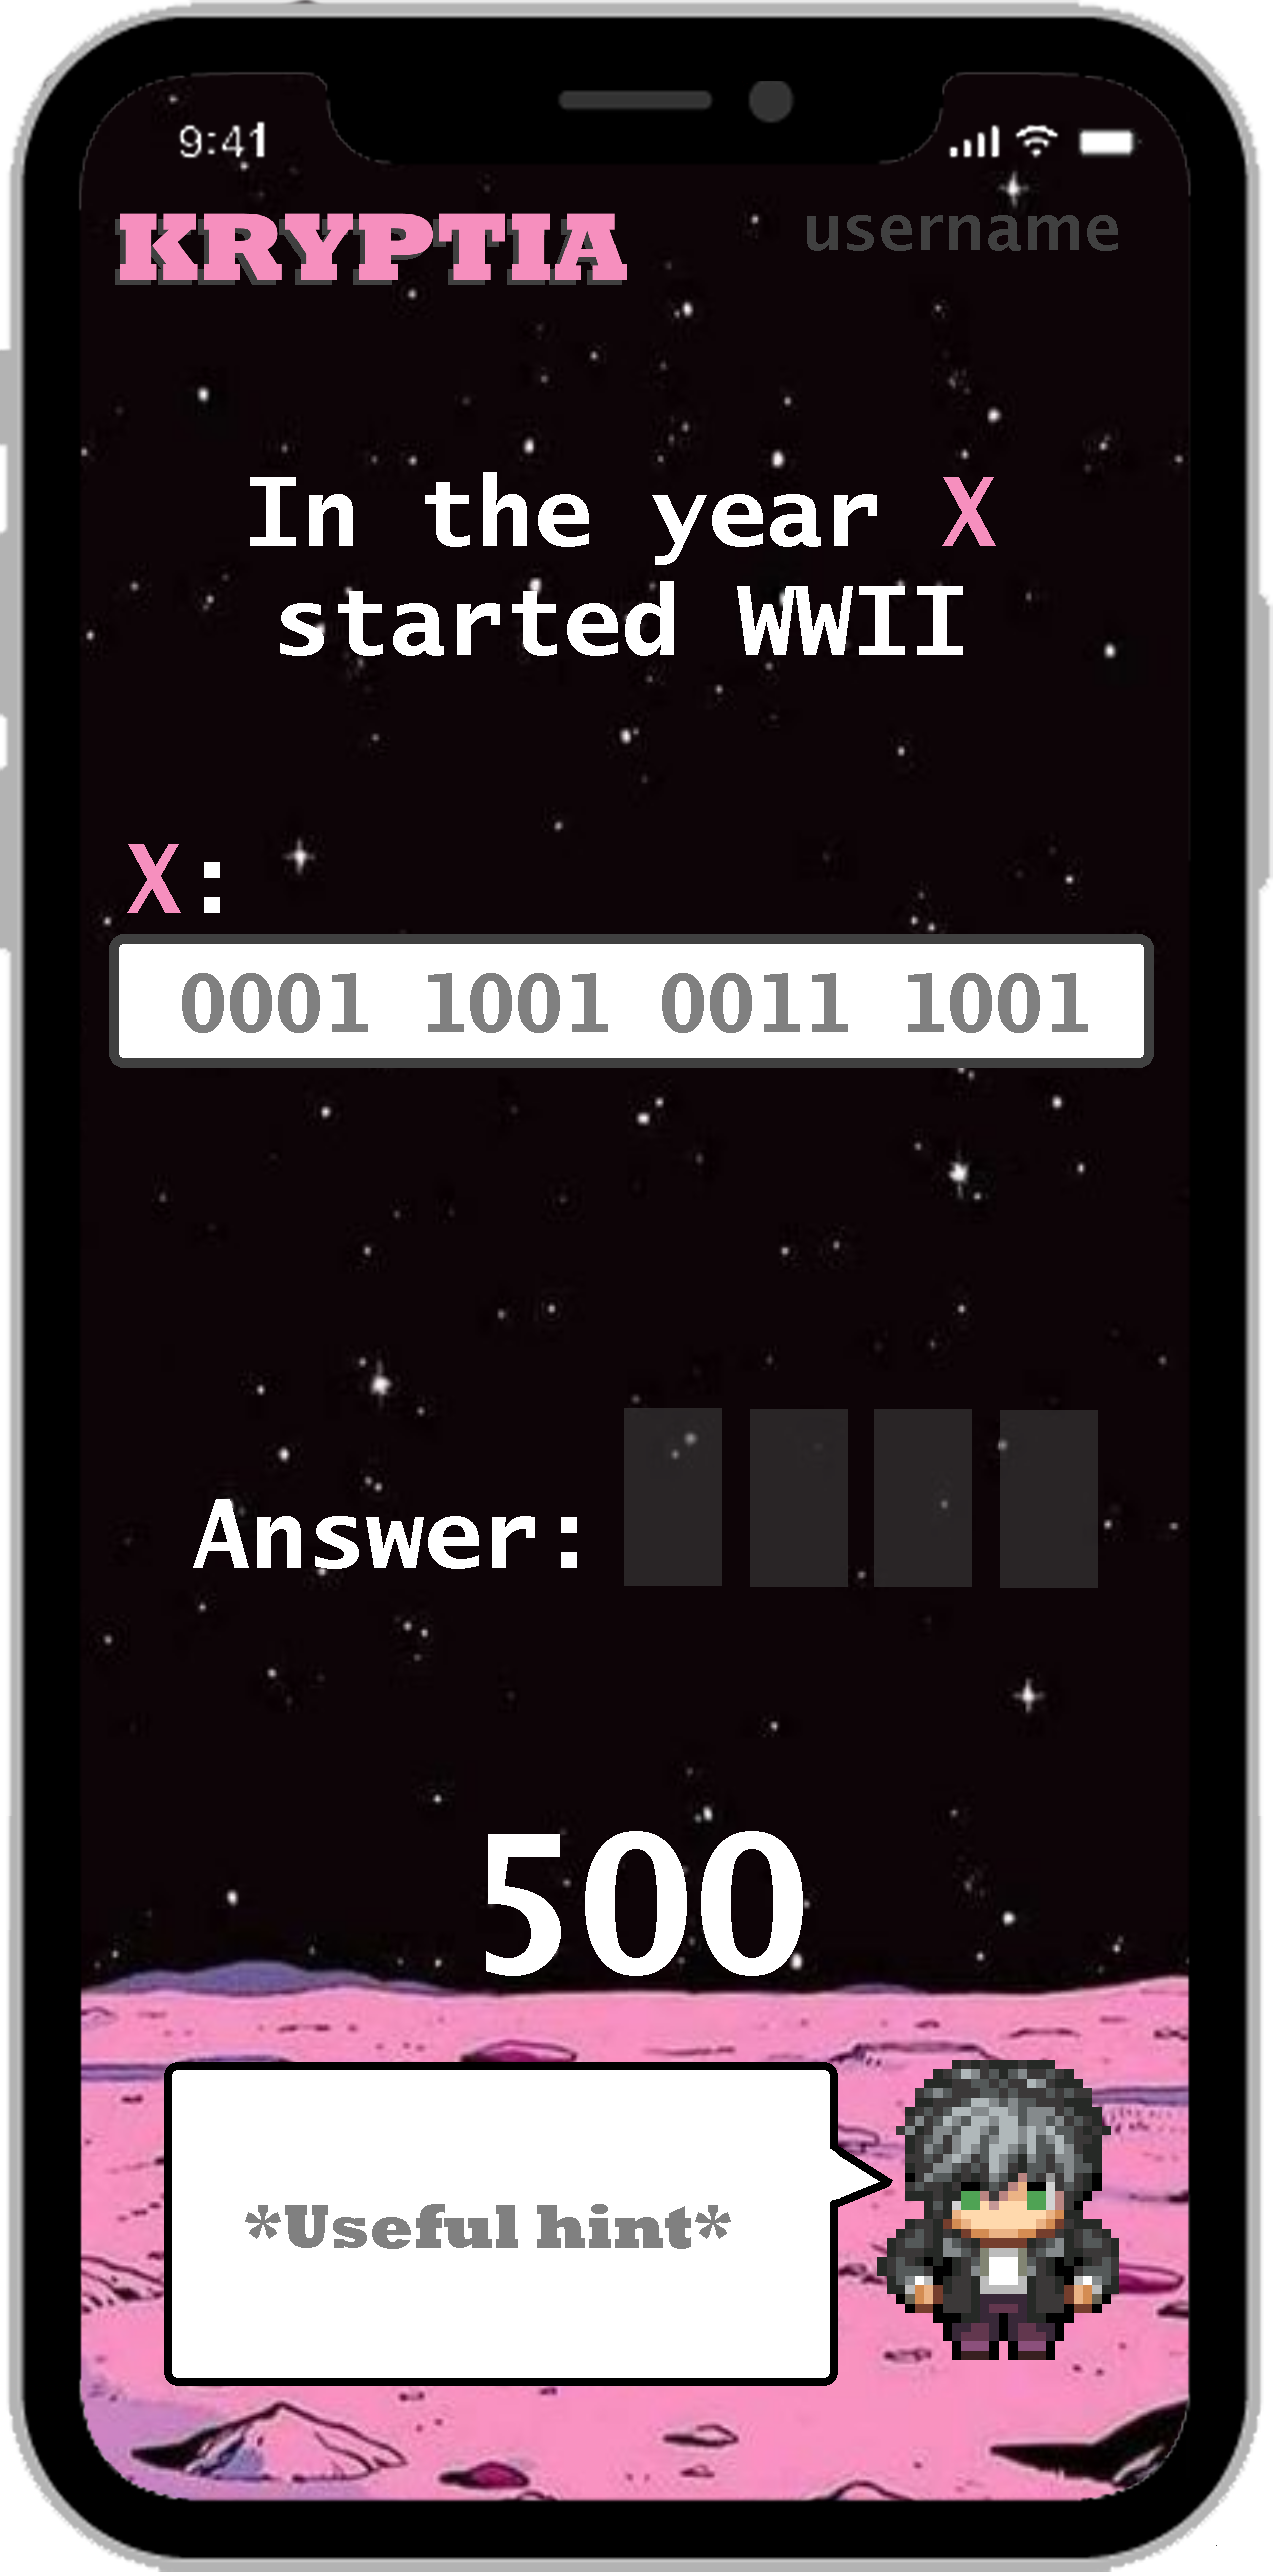 9:41
KRYPTIA
username
In the year X
started WWII
X:
0001 1001 0011 1001
Answer:
500
*Useful hint*